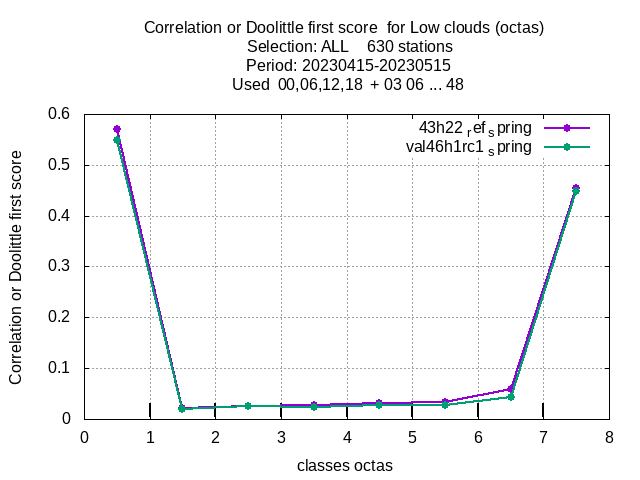 Correlation or Doolittle first score  for Low clouds (octas)
Selection: ALL    630 stations
Period: 20230415-20230515
Used  00,06,12,18  + 03 06 ... 48
43h22 ref spring
val46h1rc1 spring
Correlation or Doolittle first score
0.6
0.5
0.4
0.3
0.2
0.1
0
0 1 2 3 4 5 6 7 8
classes octas